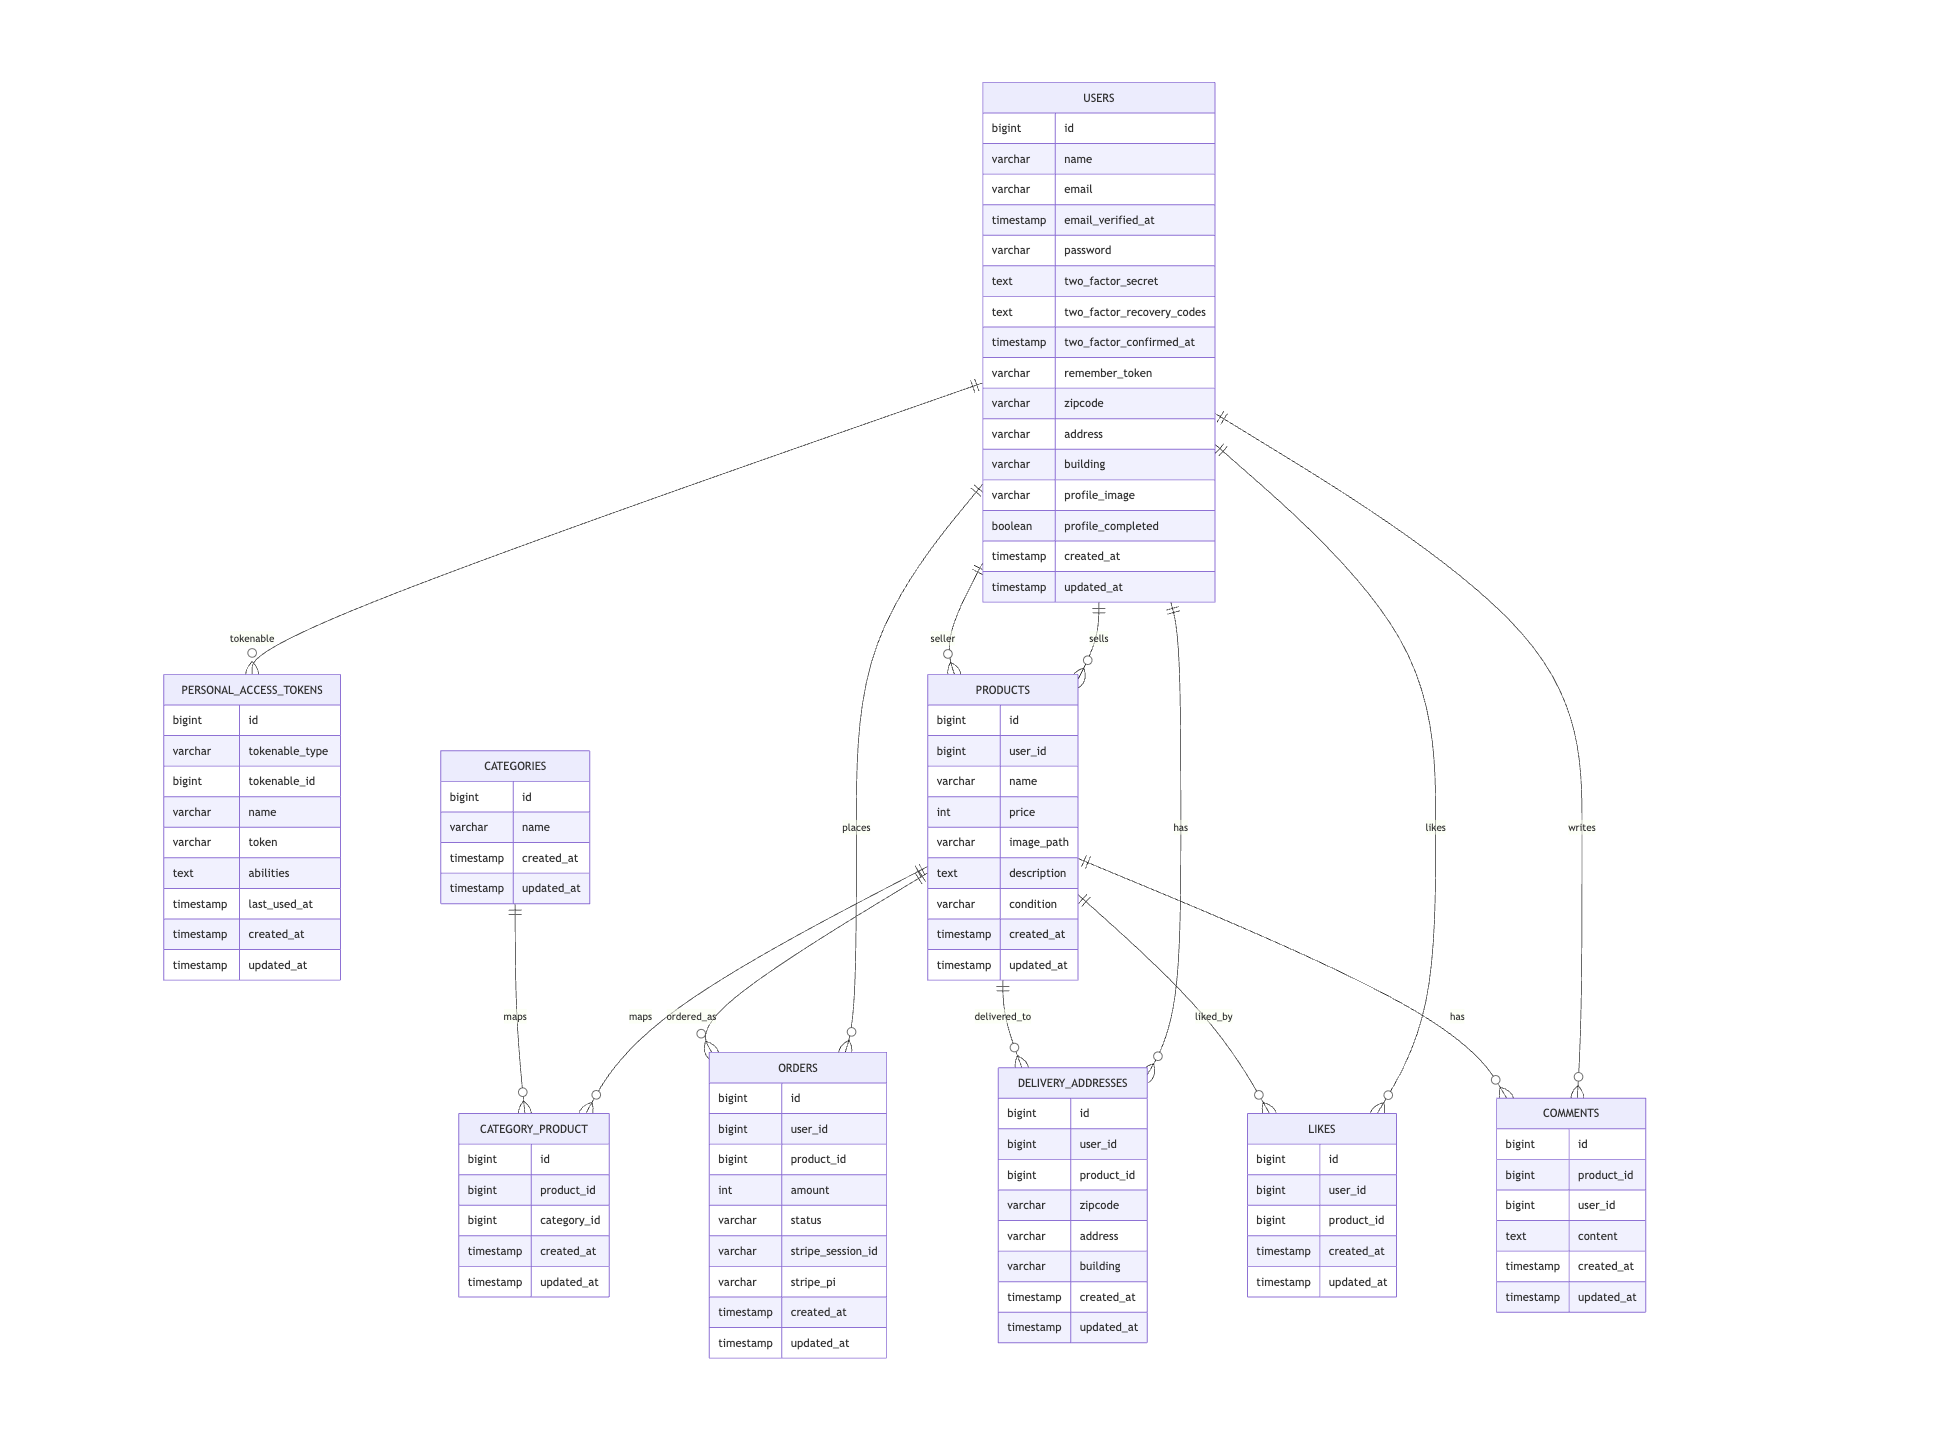 USERS
bigint id
varchar name
varchar email
timestamp email_verified_at
varchar password
text two_factor_secret
text two_factor_recovery_codes
timestamp two_factor_confirmed_at
varchar remember_token
varchar zipcode
varchar address
varchar building
varchar profile_image
boolean profile_completed
timestamp created_at
timestamp updated_at
tokenable
seller
sells
PERSONAL_ACCESS_TOKENS
bigint id
varchar tokenable_type
bigint tokenable_id
varchar name
varchar token
text abilities
timestamp last_used_at
timestamp created_at
timestamp updated_at
CATEGORIES
bigint id
varchar name
timestamp created_at
timestamp updated_at
PRODUCTS
bigint id
bigint user_id
varchar name
int price
varchar image_path
text description
varchar condition
timestamp created_at
timestamp updated_at
places
has
likes
writes
maps
maps
ordered_as
delivered_to
liked_by
has
CATEGORY_PRODUCT
bigint id
bigint product_id
bigint category_id
timestamp created_at
timestamp updated_at
ORDERS
bigint id
bigint user_id
bigint product_id
int amount
varchar status
varchar stripe_session_id
varchar stripe_pi
timestamp created_at
timestamp updated_at
DELIVERY_ADDRESSES
bigint id
bigint user_id
bigint product_id
varchar zipcode
varchar address
varchar building
timestamp created_at
timestamp updated_at
LIKES
bigint id
bigint user_id
bigint product_id
timestamp created_at
timestamp updated_at
COMMENTS
bigint id
bigint product_id
bigint user_id
text content
timestamp created_at
timestamp updated_at